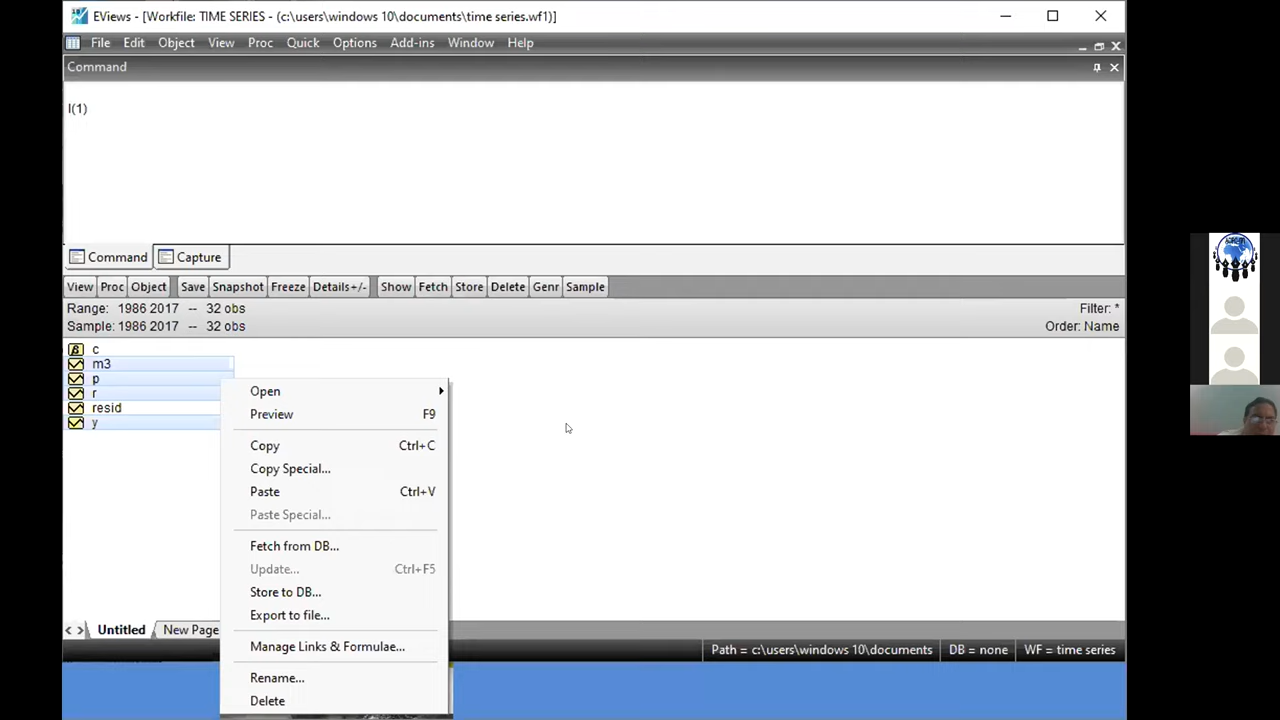 EViews - [Workfile: TIME SERIES - (c:\users\windows 10\documents\time series.wf1)]
File Edit Object View Proc Quick Options Add-ins Window Help
Command
I(1)
Command Capture
View Proc Object Save Snapshot Freeze Details+/- Show Fetch Store Delete Genr Sample
Range: 1986 2017 -- 32 obs Filter: *
Sample: 1986 2017 -- 32 obs Order: Name
c
m3
p
r
resid
y
Open
Preview F9
Copy Ctrl+C
Copy Special...
Paste Ctrl+V
Paste Special...
Fetch from DB...
Update... Ctrl+F5
Store to DB...
Export to file...
Manage Links & Formulae...
Rename...
Delete
Untitled New Page
Path = c:\users\windows 10\documents DB = none WF = time series